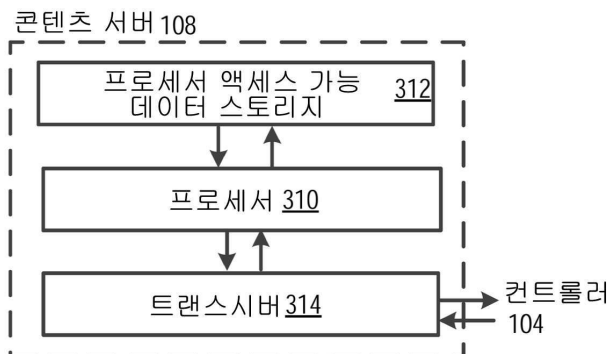 콘텐츠 서버 108
프로세서 액세스 가능
데이터 스토리지 312
프로세서 310
트랜스시버 314
컨트롤러
104